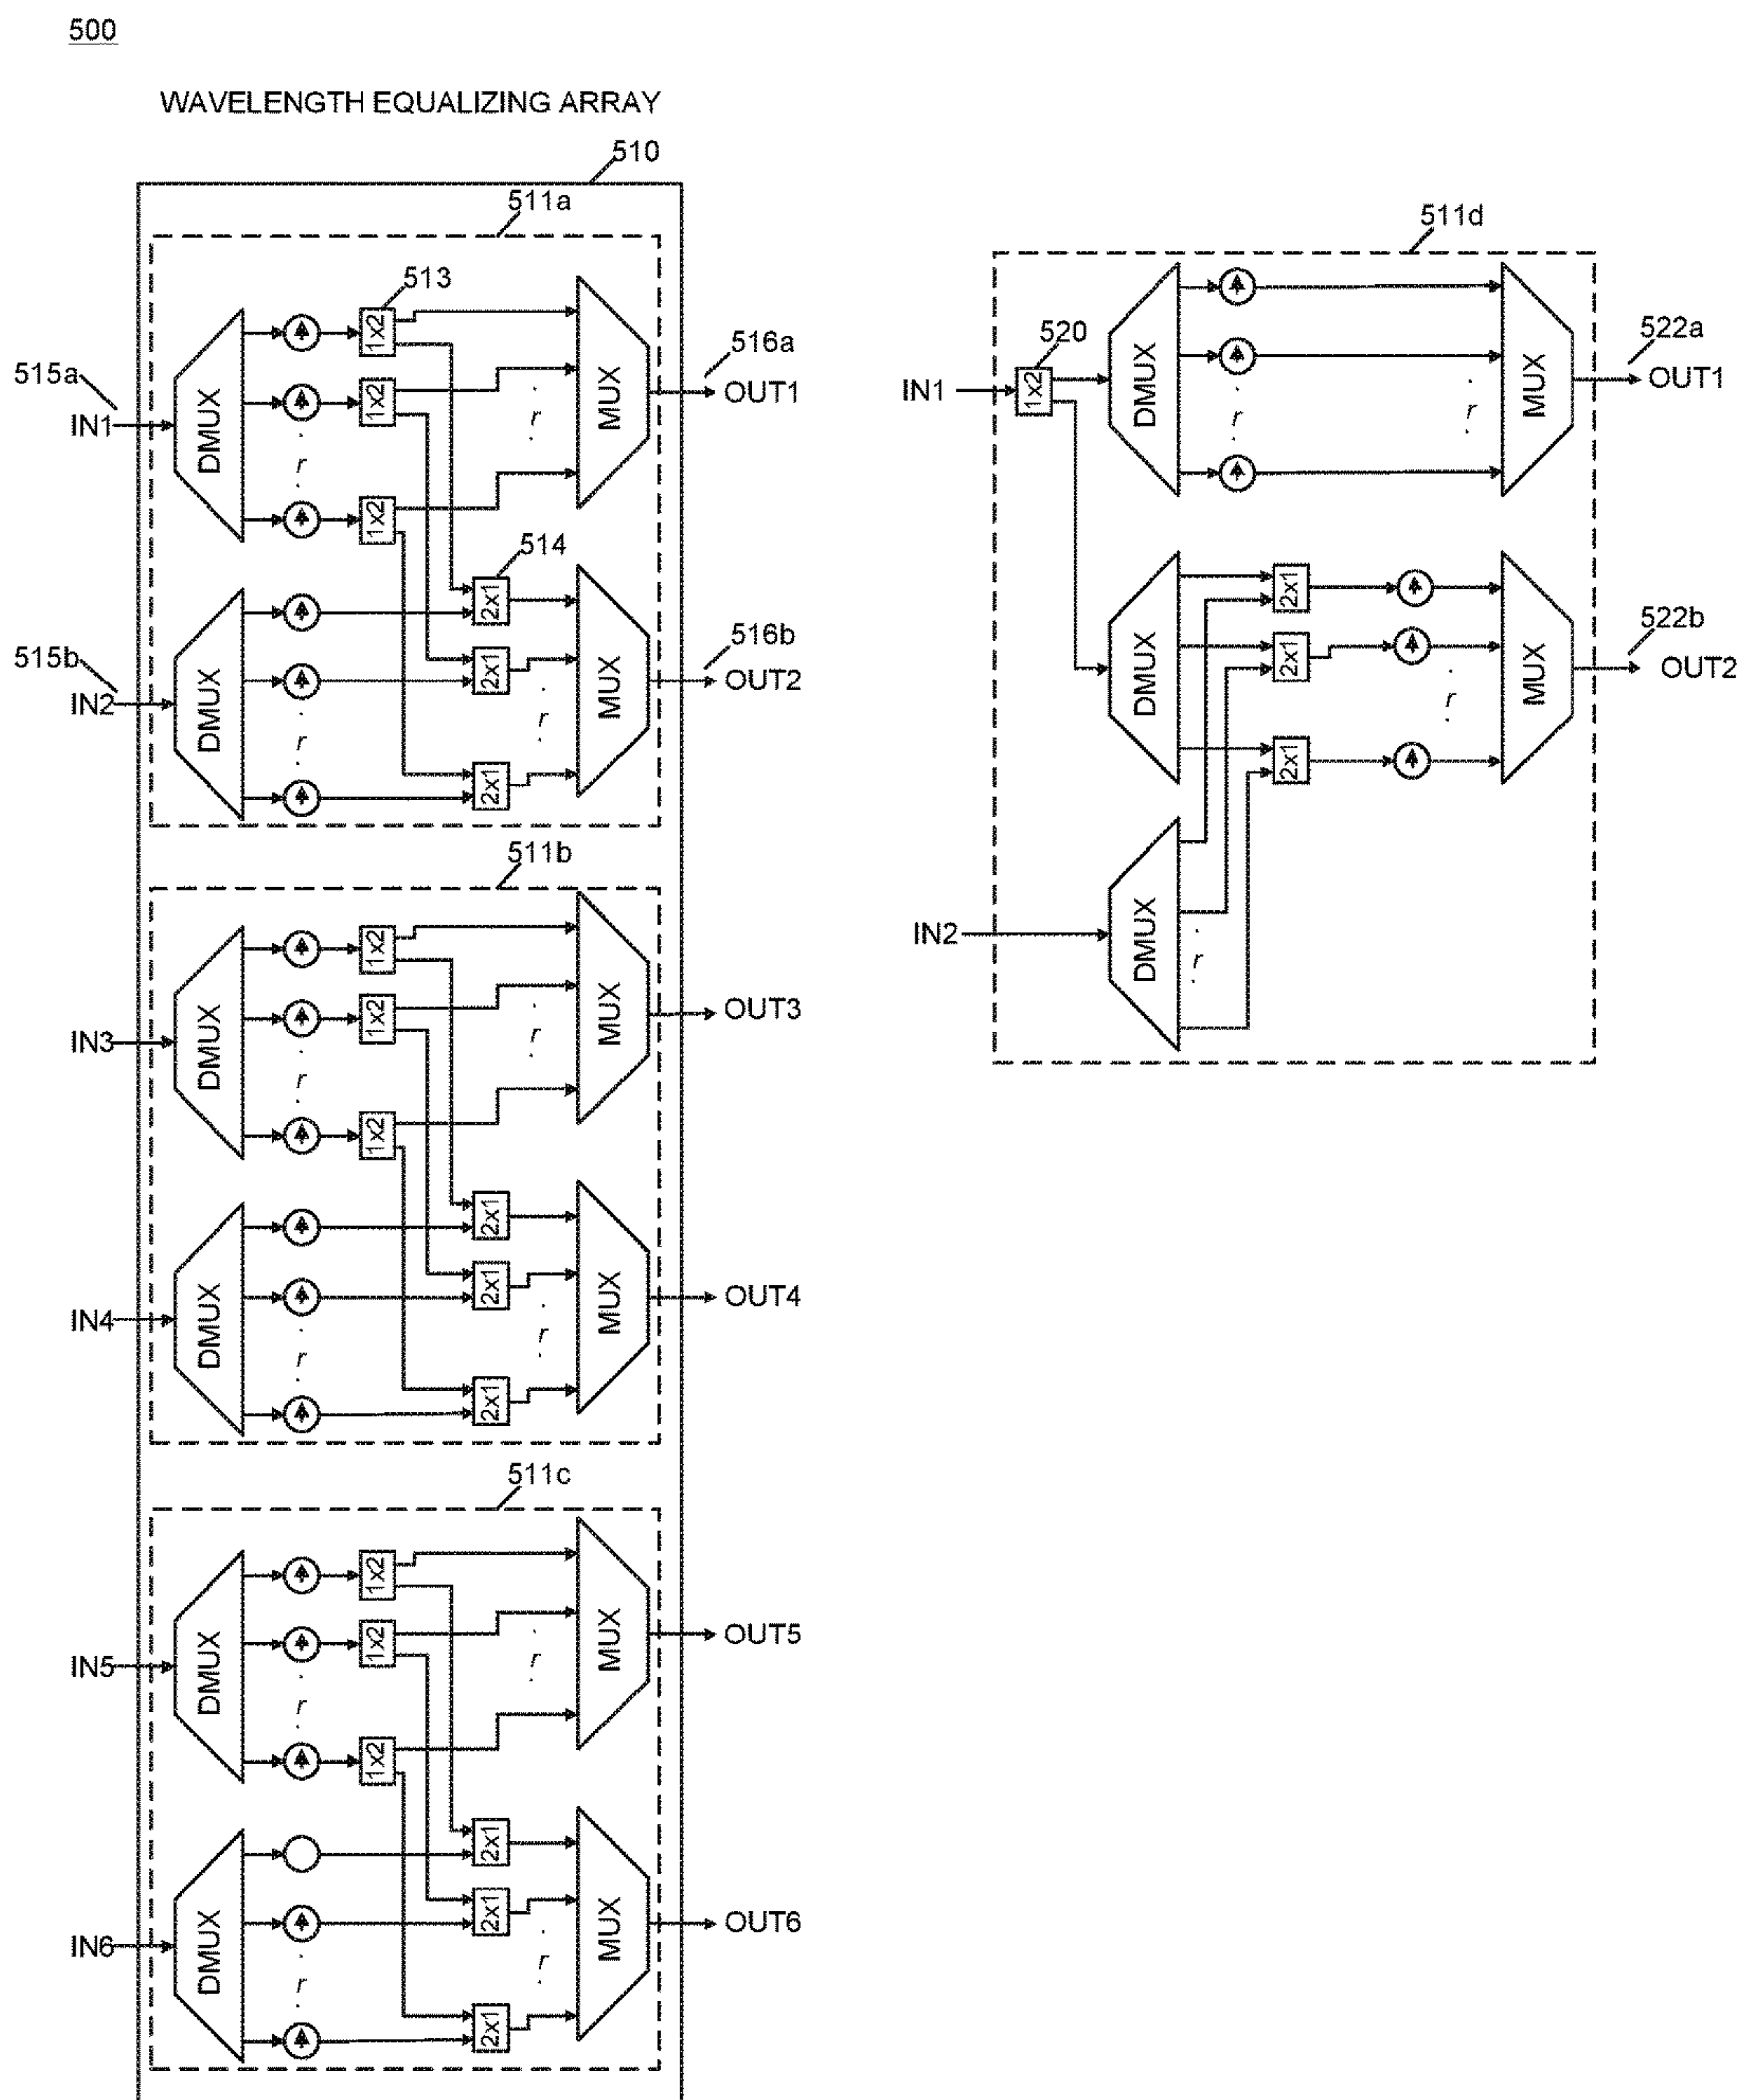 500
WAVELENGTH EQUALIZING ARRAY
510
511a
513
1x2
1x2
1x2
r
r
DMUX
MUX
515a
IN1
516a
OUT1
514
2x1
2x1
2x1
r
r
DMUX
MUX
515b
IN2
516b
OUT2
511b
1x2
1x2
1x2
r
r
DMUX
MUX
IN3
OUT3
2x1
2x1
2x1
r
r
DMUX
MUX
IN4
OUT4
511c
1x2
1x2
1x2
r
r
DMUX
MUX
IN5
OUT5
2x1
2x1
2x1
r
r
DMUX
MUX
IN6
OUT6
511d
520
1x2
IN1
DMUX
r
r
MUX
522a
OUT1
DMUX
2x1
2x1
2x1
r
MUX
522b
OUT2
IN2
DMUX
r